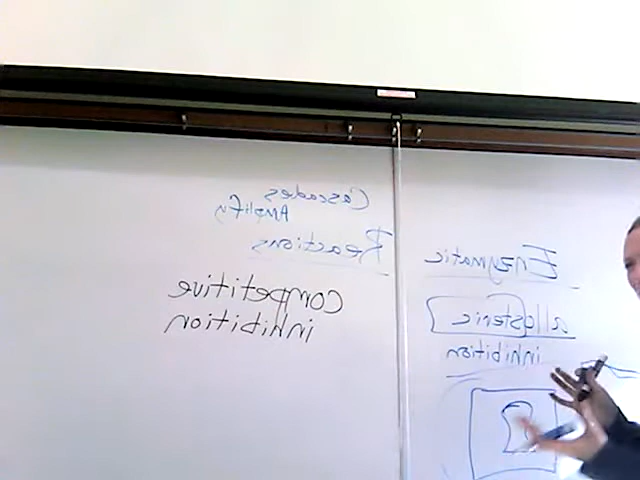 Cascades
Amplify
Enzymatic Reactions
allosteric
inhibition
competitive
inhibition